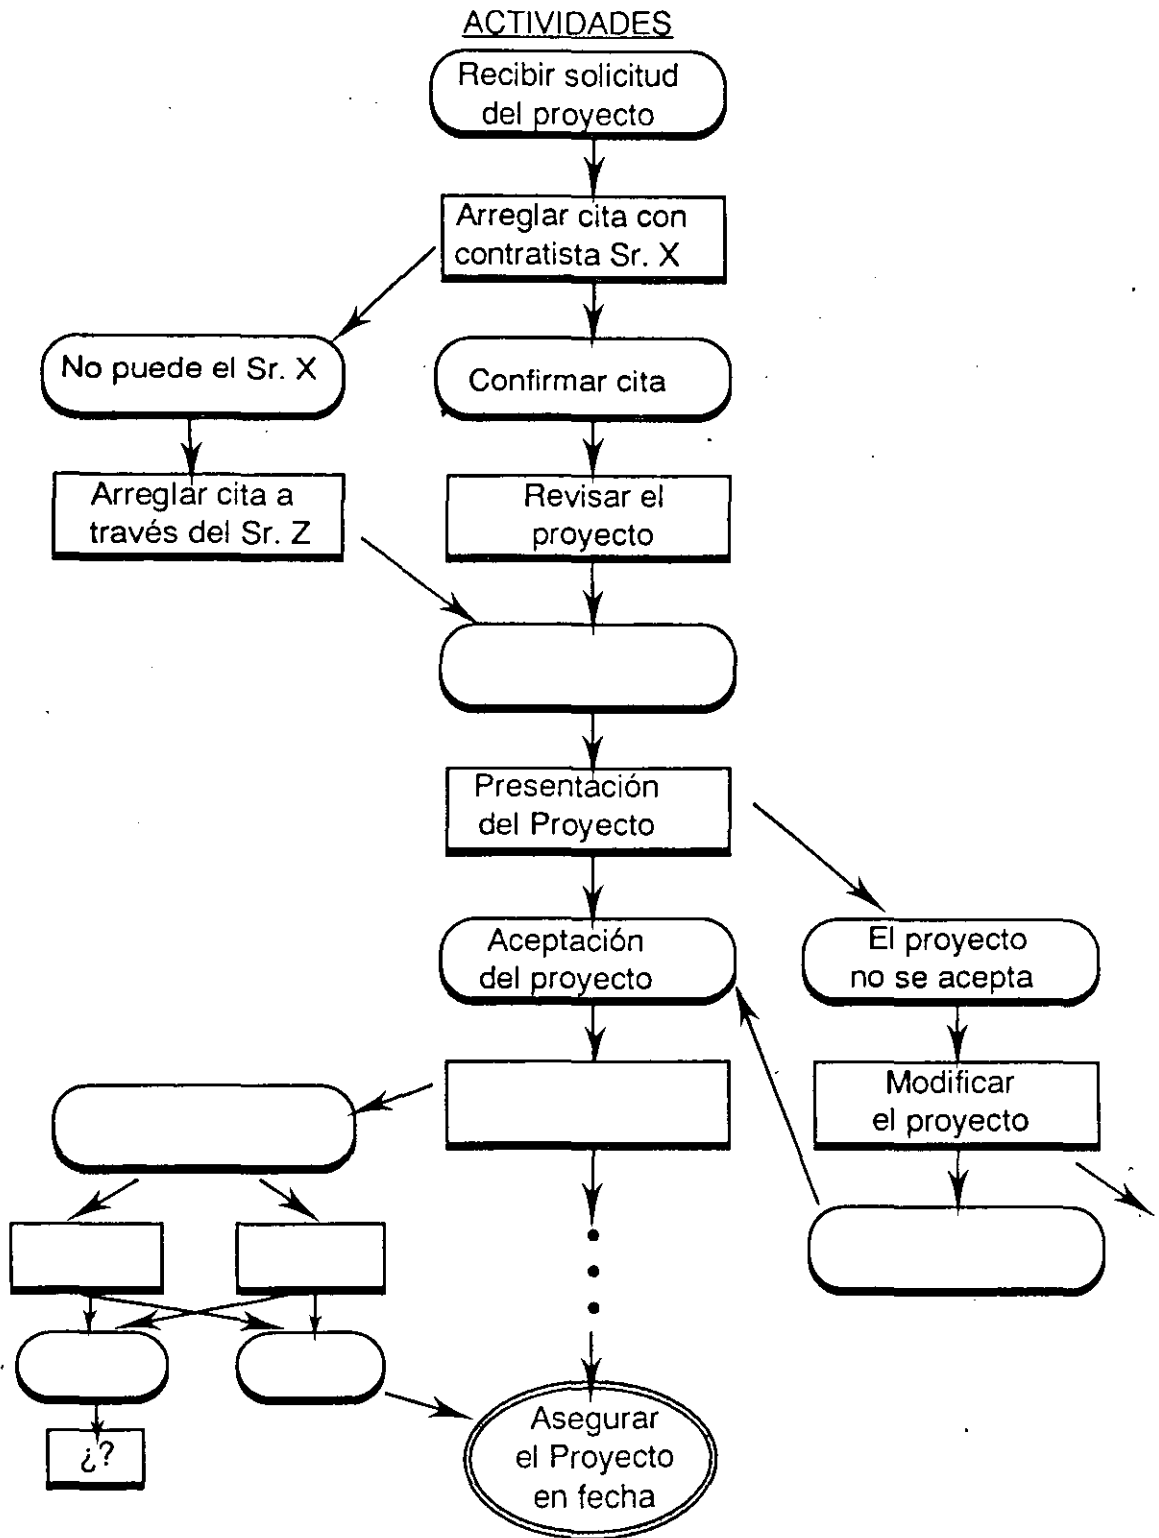 ACTIVIDADES
Recibir solicitud
del proyecto
Arreglar cita con
contratista Sr. X
No puede el Sr. X
Confirmar cita
Arreglar cita a
través del Sr. Z
Revisar el
proyecto
Presentación
del Proyecto
Aceptación
del proyecto
El proyecto
no se acepta
Modificar
el proyecto
¿?
Asegurar
el Proyecto
en fecha